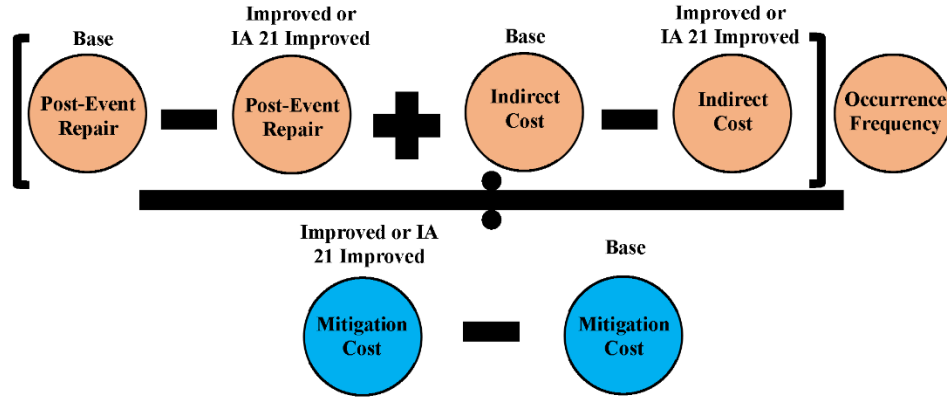 Base
Improved or
IA 21 Improved
Base
Improved or
IA 21 Improved
Post-Event
Repair
Post-Event
Repair
Indirect
Cost
Indirect
Cost
Occurrence
Frequency
Improved or IA
21 Improved
Base
Mitigation
Cost
Mitigation
Cost